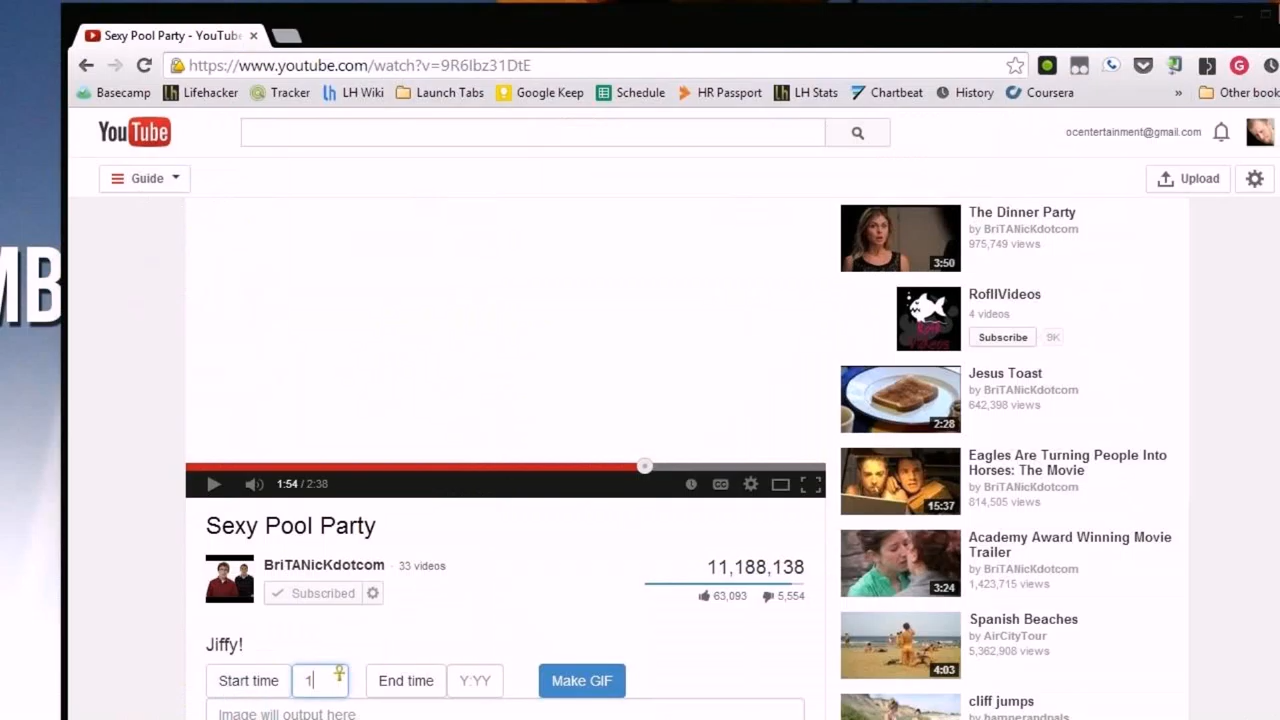 Sexy Pool Party - YouTube
https://www.youtube.com/watch?v=9R6Ibz31DtE
Basecamp Lifehacker Tracker LH Wiki Launch Tabs Google Keep Schedule HR Passport LH Stats Chartbeat History Coursera » Other book
MB
YouTube
ocentertainment@gmail.com
Guide
Upload
1:54 / 2:38
CC
Sexy Pool Party
BriTANicKdotcom · 33 videos
Subscribed
11,188,138
63,093 5,554
Jiffy!
Start time 1 End time Y:YY Make GIF
Image will output here
The Dinner Party
by BriTANicKdotcom
975,749 views
3:50
RoflIVideos
4 videos
Subscribe 9K
Jesus Toast
by BriTANicKdotcom
642,398 views
2:28
Eagles Are Turning People Into
Horses: The Movie
by BriTANicKdotcom
814,505 views
15:37
Academy Award Winning Movie
Trailer
by BriTANicKdotcom
1,423,715 views
3:24
Spanish Beaches
by AirCityTour
5,362,908 views
4:03
cliff jumps
by hamperandpals